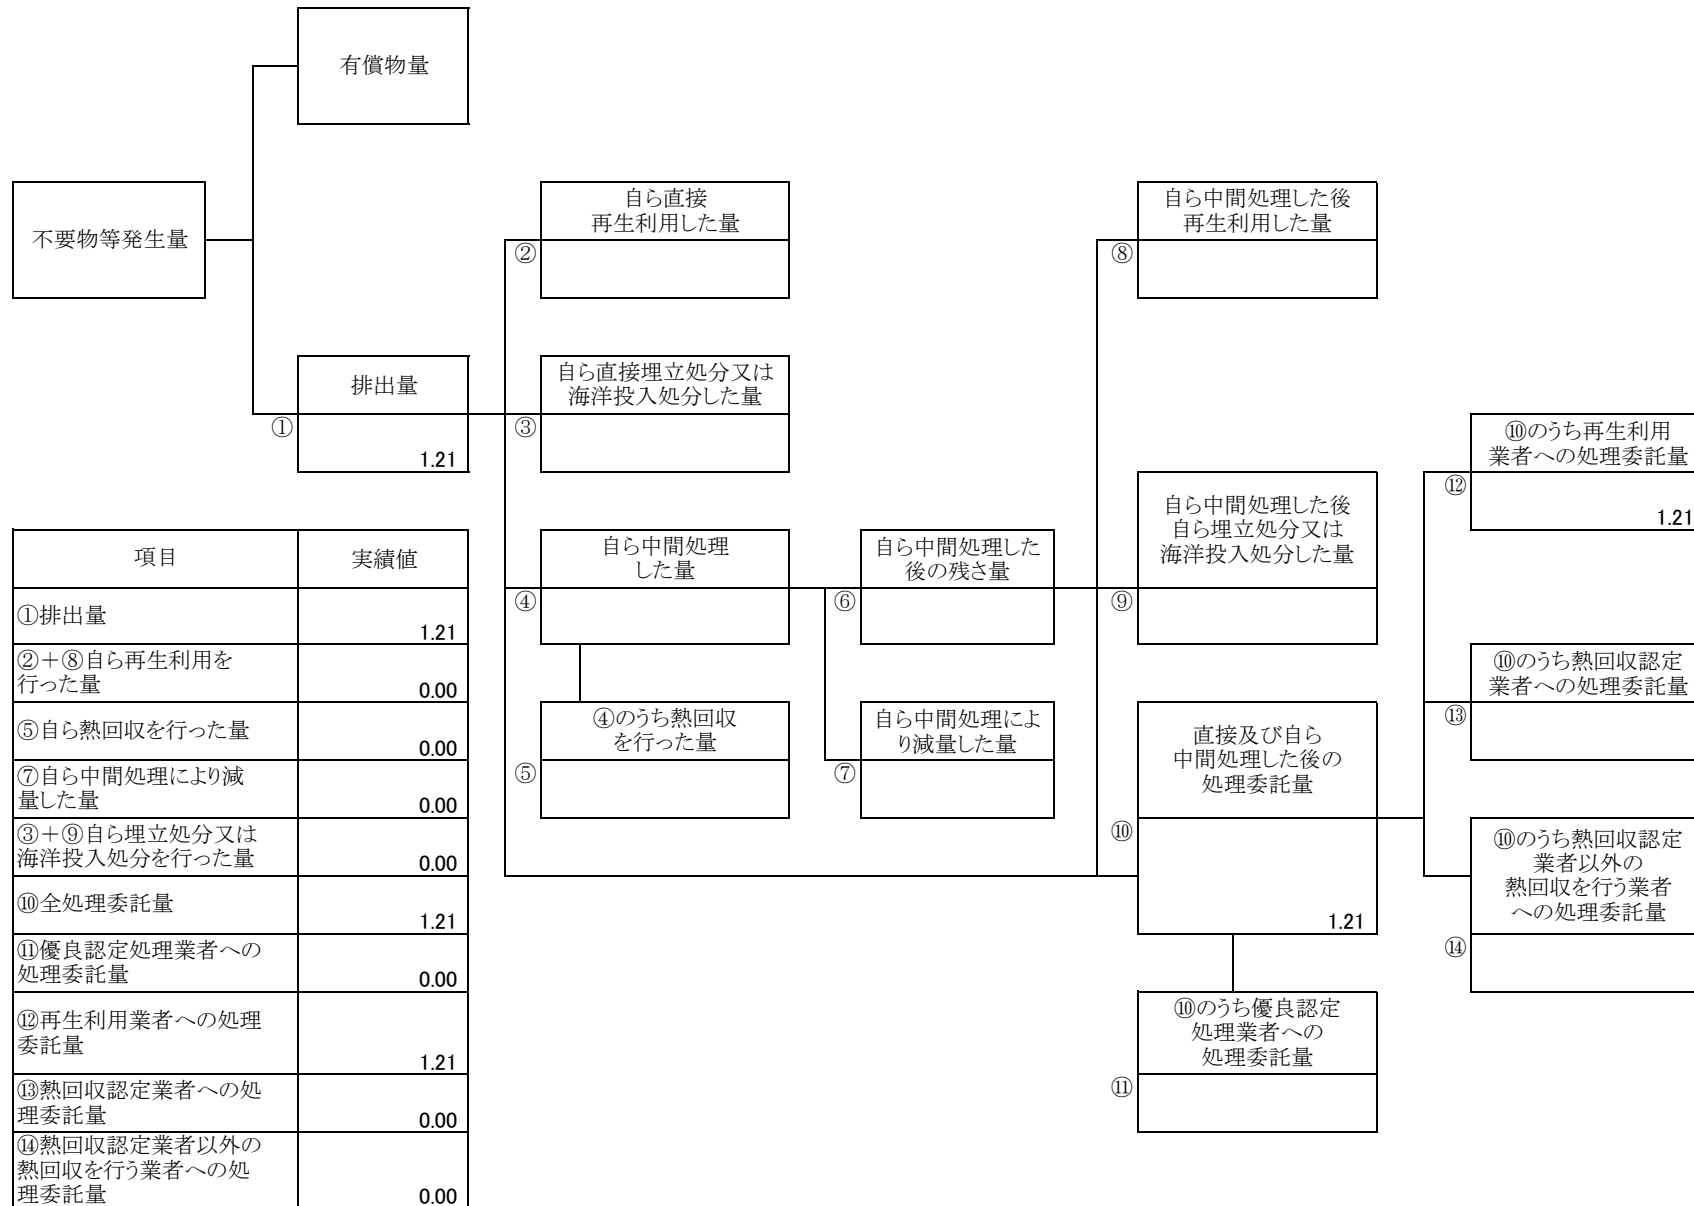 有償物量
不要物等発生量
排出量
①
1.21
自ら直接
再生利用した量
②
自ら直接埋立処分又は
海洋投入処分した量
③
自ら中間処理
した量
④
④のうち熱回収
を行った量
⑤
自ら中間処理した
後の残さ量
⑥
自ら中間処理によ
り減量した量
⑦
自ら中間処理した後
再生利用した量
⑧
自ら中間処理した後
自ら埋立処分又は
海洋投入処分した量
⑨
直接及び自ら
中間処理した後の
処理委託量
⑩
1.21
⑩のうち優良認定
処理業者への
処理委託量
⑪
⑩のうち再生利用
業者への処理委託量
⑫
1.21
⑩のうち熱回収認定
業者への処理委託量
⑬
⑩のうち熱回収認定
業者以外の
熱回収を行う業者
への処理委託量
⑭
項目 実績値
①排出量
1.21
②+⑧自ら再生利用を
行った量
0.00
⑤自ら熱回収を行った量
0.00
⑦自ら中間処理により減
量した量
0.00
③+⑨自ら埋立処分又は
海洋投入処分を行った量
0.00
⑩全処理委託量
1.21
⑪優良認定処理業者への
処理委託量
0.00
⑫再生利用業者への処理
委託量
1.21
⑬熱回収認定業者への処
理委託量
0.00
⑭熱回収認定業者以外の
熱回収を行う業者への処
理委託量
0.00